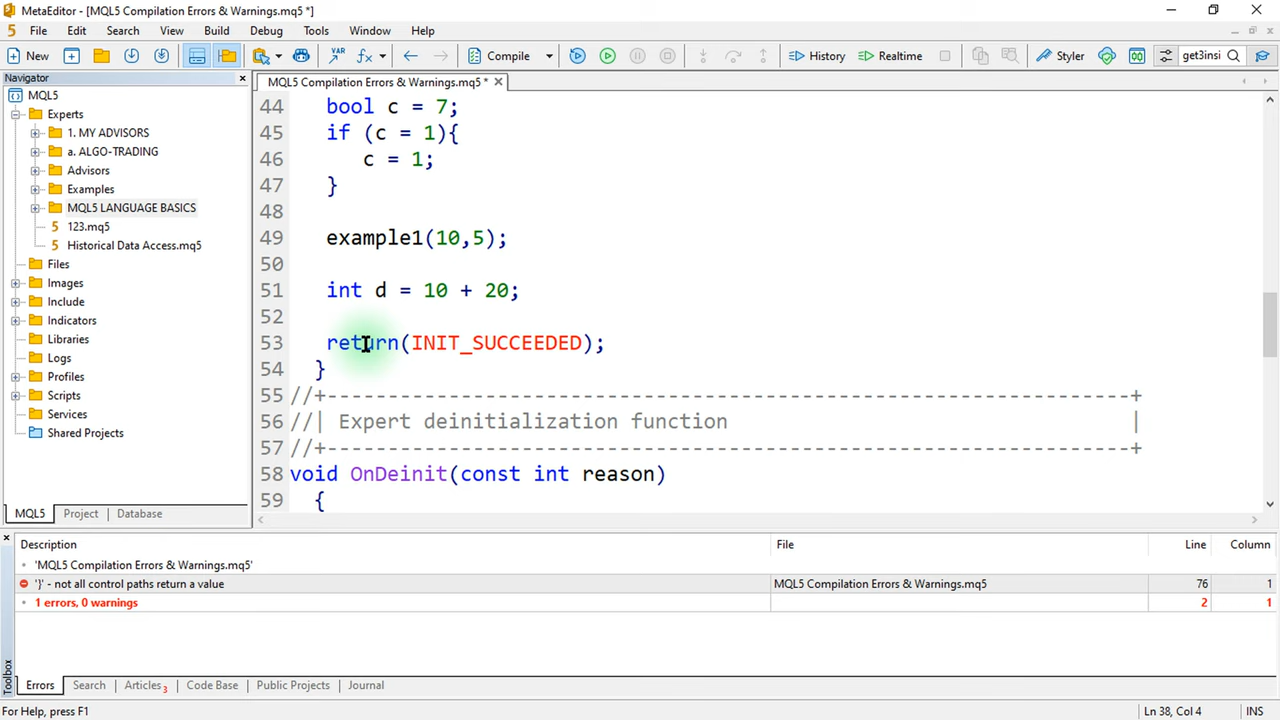 MetaEditor - [MQL5 Compilation Errors & Warnings.mq5 *]
5 File Edit Search View Build Debug Tools Window Help
New VAR fx Compile History Realtime Styler get3insi
Navigator
MQL5 Compilation Errors & Warnings.mq5 *
MQL5
Experts
1. MY ADVISORS
a. ALGO-TRADING
Advisors
Examples
MQL5 LANGUAGE BASICS
5 123.mq5
5 Historical Data Access.mq5
Files
Images
Include
Indicators
Libraries
Logs
Profiles
Scripts
Services
Shared Projects
MQL5 Project Database
44 bool c = 7;
45 if (c = 1){
46 c = 1;
47 }
48
49 example1(10,5);
50
51 int d = 10 + 20;
52
53 return(INIT_SUCCEEDED);
54 }
55 //+------------------------------------------------------------------+
56 //| Expert deinitialization function |
57 //+------------------------------------------------------------------+
58 void OnDeinit(const int reason)
59 {
Description File Line Column
'MQL5 Compilation Errors & Warnings.mq5'
'}' - not all control paths return a value MQL5 Compilation Errors & Warnings.mq5 76 1
1 errors, 0 warnings 2 1
Toolbox
Errors Search Articles 3 Code Base Public Projects Journal
For Help, press F1 Ln 38, Col 4 INS